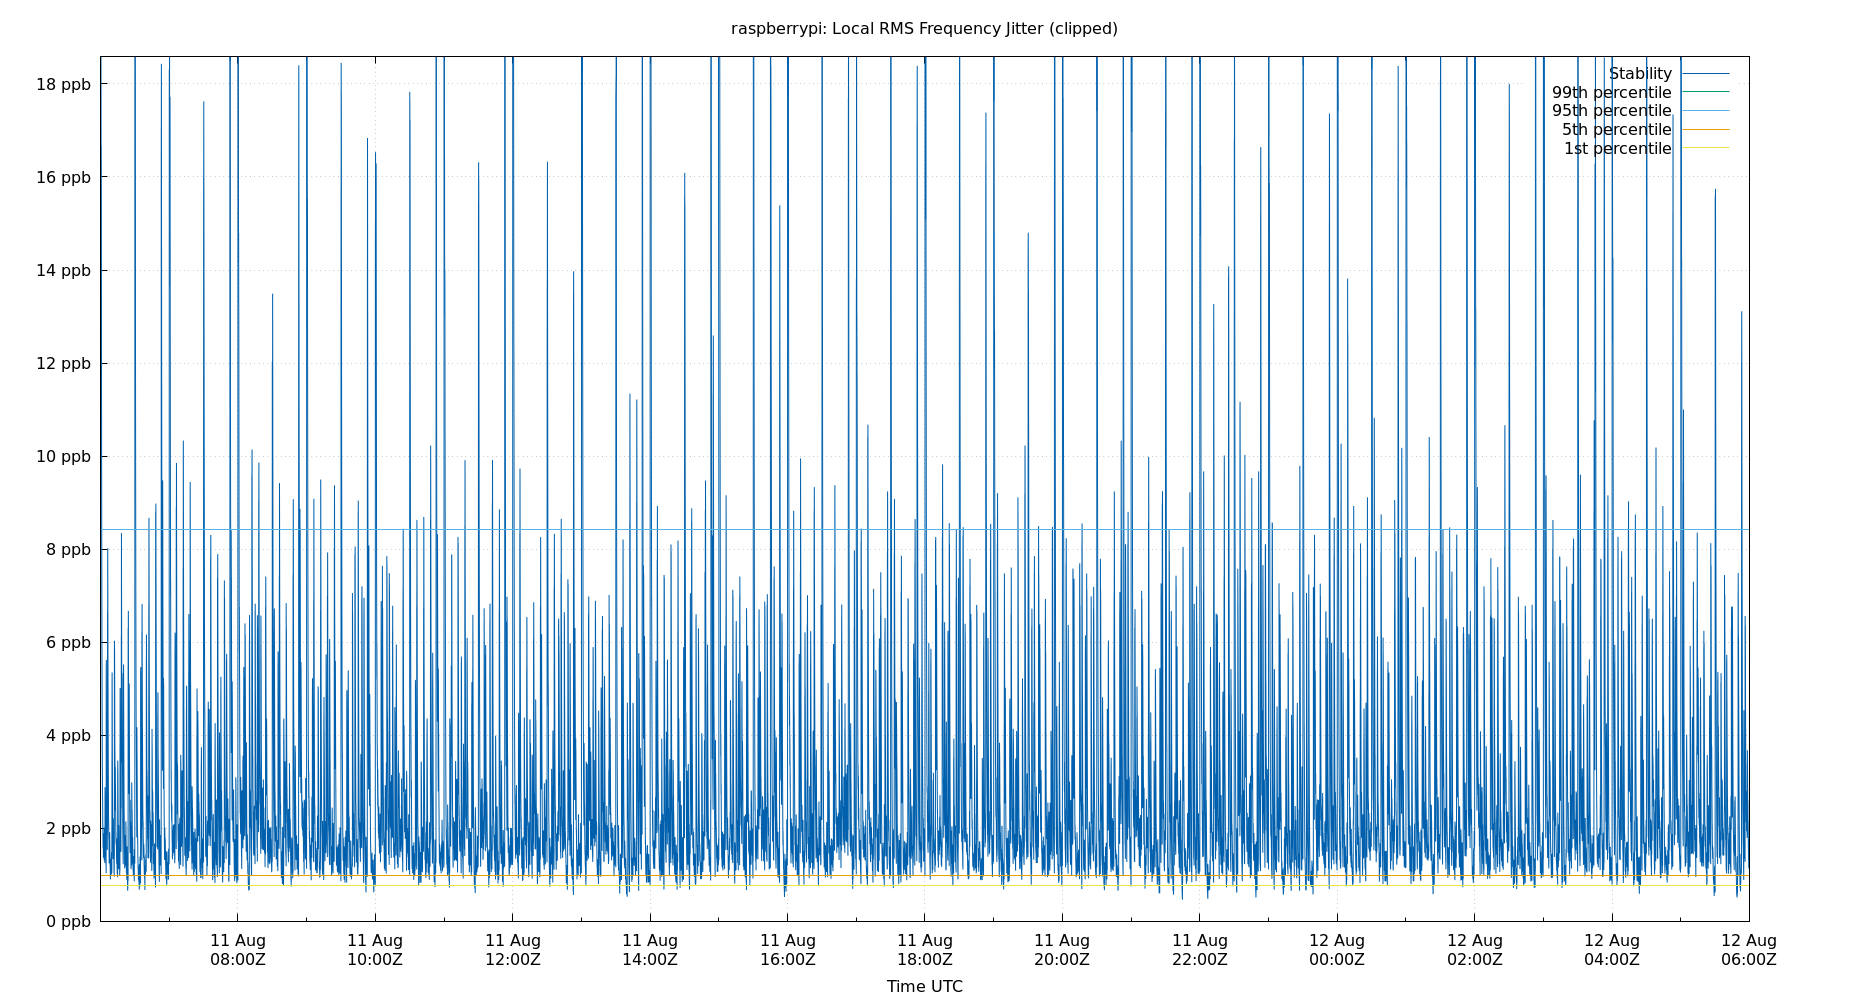 raspberrypi: Local RMS Frequency Jitter (clipped)
Stability
99th percentile
95th percentile
5th percentile
1st percentile
18 ppb
16 ppb
14 ppb
12 ppb
10 ppb
8 ppb
6 ppb
4 ppb
2 ppb
0 ppb
11 Aug 11 Aug 11 Aug 11 Aug 11 Aug 11 Aug 11 Aug 11 Aug 12 Aug 12 Aug 12 Aug 12 Aug
08:00Z 10:00Z 12:00Z 14:00Z 16:00Z 18:00Z 20:00Z 22:00Z 00:00Z 02:00Z 04:00Z 06:00Z
Time UTC